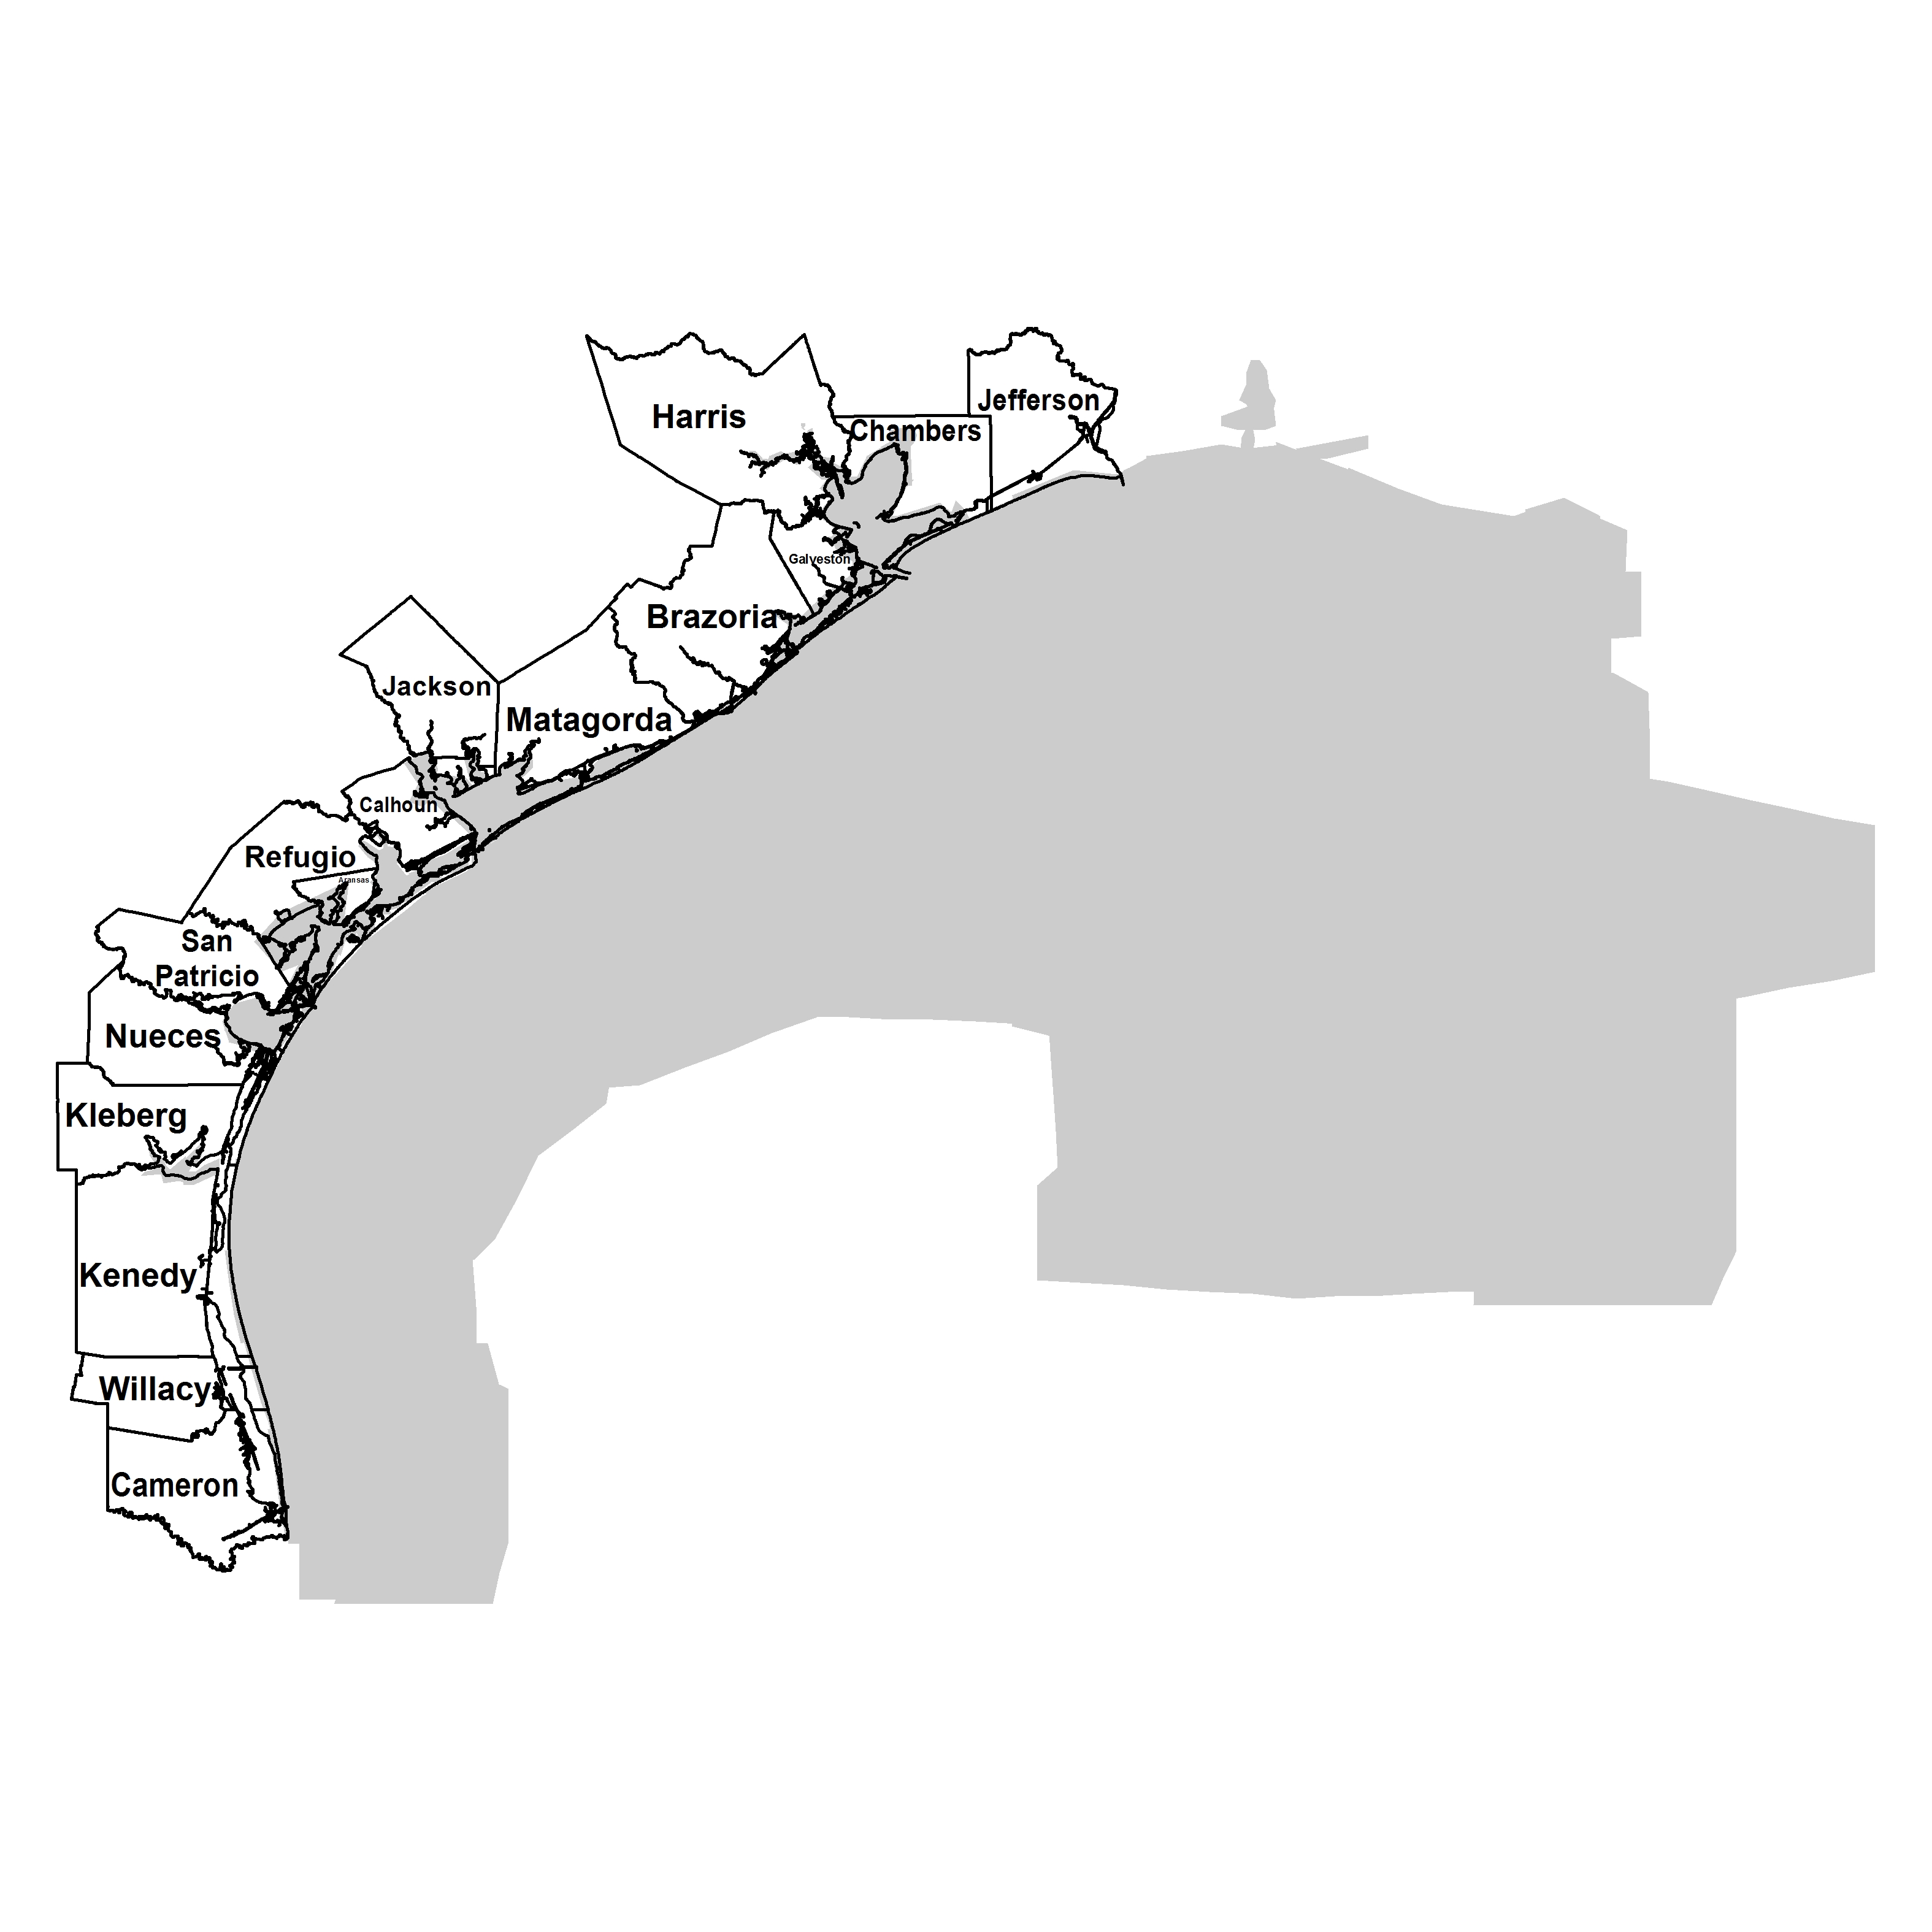 Jefferson
Harris
Chambers
Galveston
Brazoria
Jackson
Matagorda
Calhoun
Refugio
Aransas
San
Patricio
Nueces
Kleberg
Kenedy
Willacy
Cameron